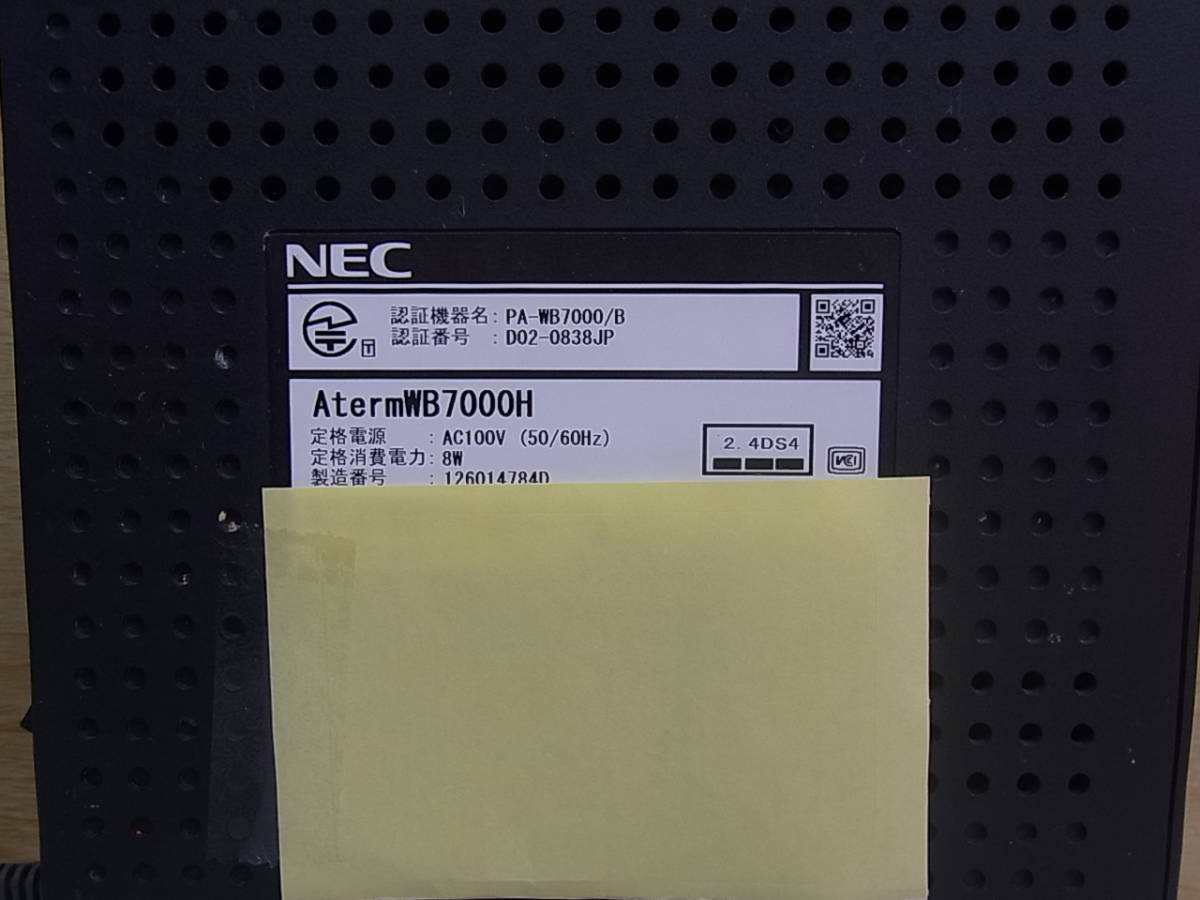 NEC
認証機器名: PA-WB7000/B
認証番号 : D02-0838JP
T
AtermWB7000H
定格電源 : AC100V (50/60Hz)
定格消費電力: 8W
製造番号 : 126014784D
2.4DS4
VCI